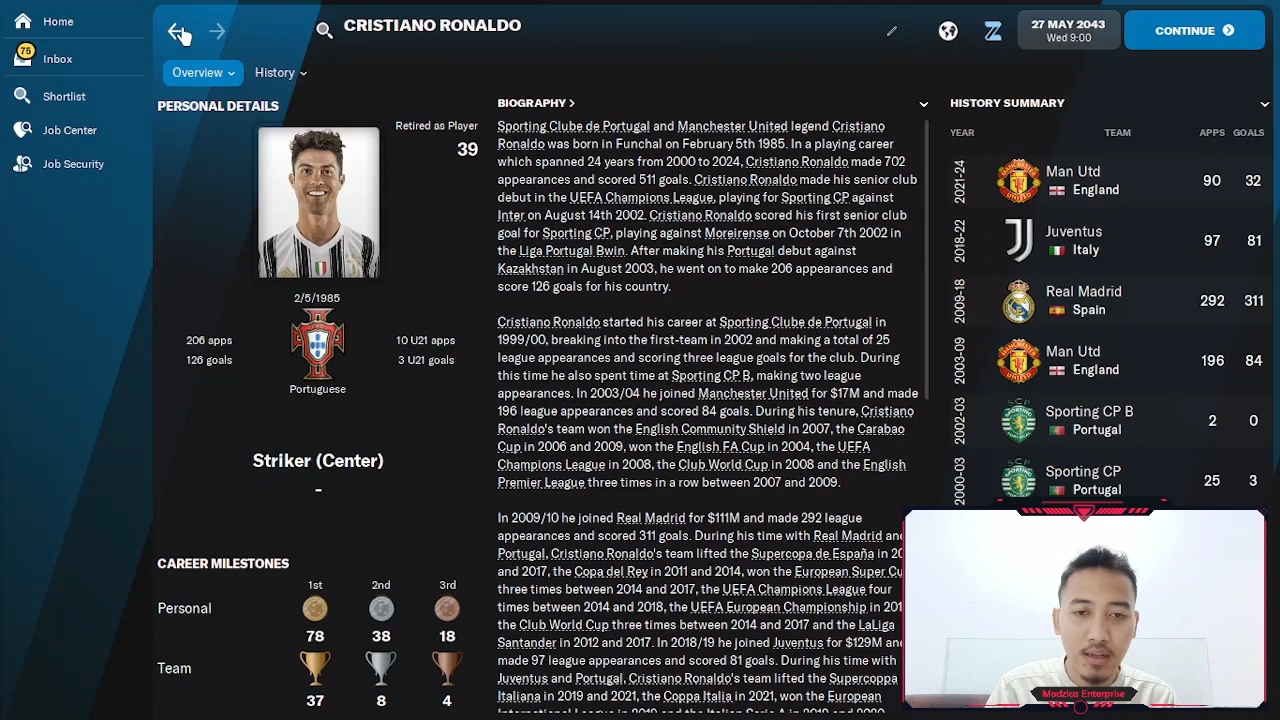 Home
75
Inbox
Shortlist
Job Center
Job Security
CRISTIANO RONALDO
27 MAY 2043
Wed 9:00
CONTINUE
Overview
History
PERSONAL DETAILS
Retired as Player
39
2/5/1985
206 apps
126 goals
10 U21 apps
3 U21 goals
Portuguese
Striker (Center)
-
CAREER MILESTONES
1st
2nd
3rd
Personal
78
38
18
Team
37
8
4
BIOGRAPHY
Sporting Clube de Portugal and Manchester United legend Cristiano
Ronaldo was born in Funchal on February 5th 1985. In a playing career
which spanned 24 years from 2000 to 2024, Cristiano Ronaldo made 702
appearances and scored 511 goals. Cristiano Ronaldo made his senior club
debut in the UEFA Champions League, playing for Sporting CP against
Inter on August 14th 2002. Cristiano Ronaldo scored his first senior club
goal for Sporting CP, playing against Moreirense on October 7th 2002 in
the Liga Portugal Bwin. After making his Portugal debut against
Kazakhstan in August 2003, he went on to make 206 appearances and
score 126 goals for his country.
Cristiano Ronaldo started his career at Sporting Clube de Portugal in
1999/00, breaking into the first-team in 2002 and making a total of 25
league appearances and scoring three league goals for the club. During
this time he also spent time at Sporting CP B, making two league
appearances. In 2003/04 he joined Manchester United for $17M and made
196 league appearances and scored 84 goals. During his tenure, Cristiano
Ronaldo's team won the English Community Shield in 2007, the Carabao
Cup in 2006 and 2009, won the English FA Cup in 2004, the UEFA
Champions League in 2008, the Club World Cup in 2008 and the English
Premier League three times in a row between 2007 and 2009.
In 2009/10 he joined Real Madrid for $111M and made 292 league
appearances and scored 311 goals. During his time with Real Madrid and
Portugal, Cristiano Ronaldo's team lifted the Supercopa de España in
and 2017, the Copa del Rey in 2011 and 2014, won the European Super
three times between 2014 and 2017, the UEFA Champions League four
times between 2014 and 2018, the UEFA European Championship in
the Club World Cup three times between 2014 and 2017 and the LaLiga
Santander in 2012 and 2017. In 2018/19 he joined Juventus for $129M and
made 97 league appearances and scored 81 goals. During his time with
Juventus and Portugal, Cristiano Ronaldo's team lifted the Supercoppa
Italiana in 2019 and 2021, the Coppa Italia in 2021, won the European
HISTORY SUMMARY
YEAR TEAM APPS GOALS
2021-24 Man Utd 90 32
England
2018-22 Juventus 97 81
Italy
2009-18 Real Madrid 292 311
Spain
2003-09 Man Utd 196 84
England
2002-03 Sporting CP B 2 0
Portugal
2000-03 Sporting CP 25 3
Portugal
Modzica Enterprise